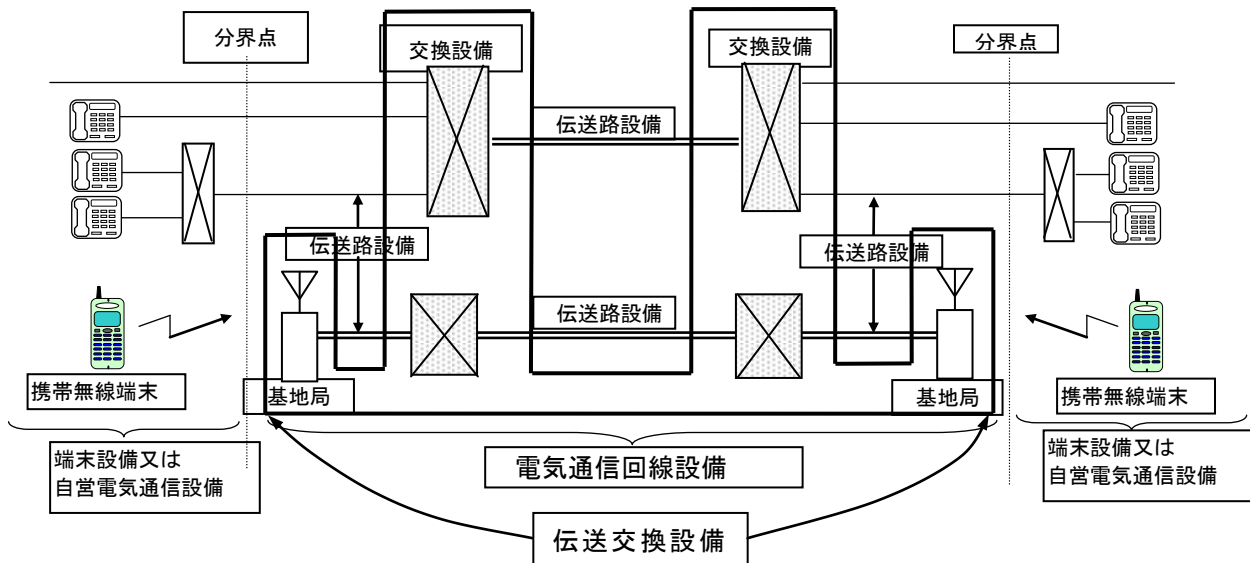 分界点
交換設備
交換設備
分界点
伝送路設備
伝送路設備
伝送路設備
伝送路設備
携帯無線端末
基地局
基地局
携帯無線端末
端末設備又は
自営電気通信設備
電気通信回線設備
端末設備又は
自営電気通信設備
伝送交換設備